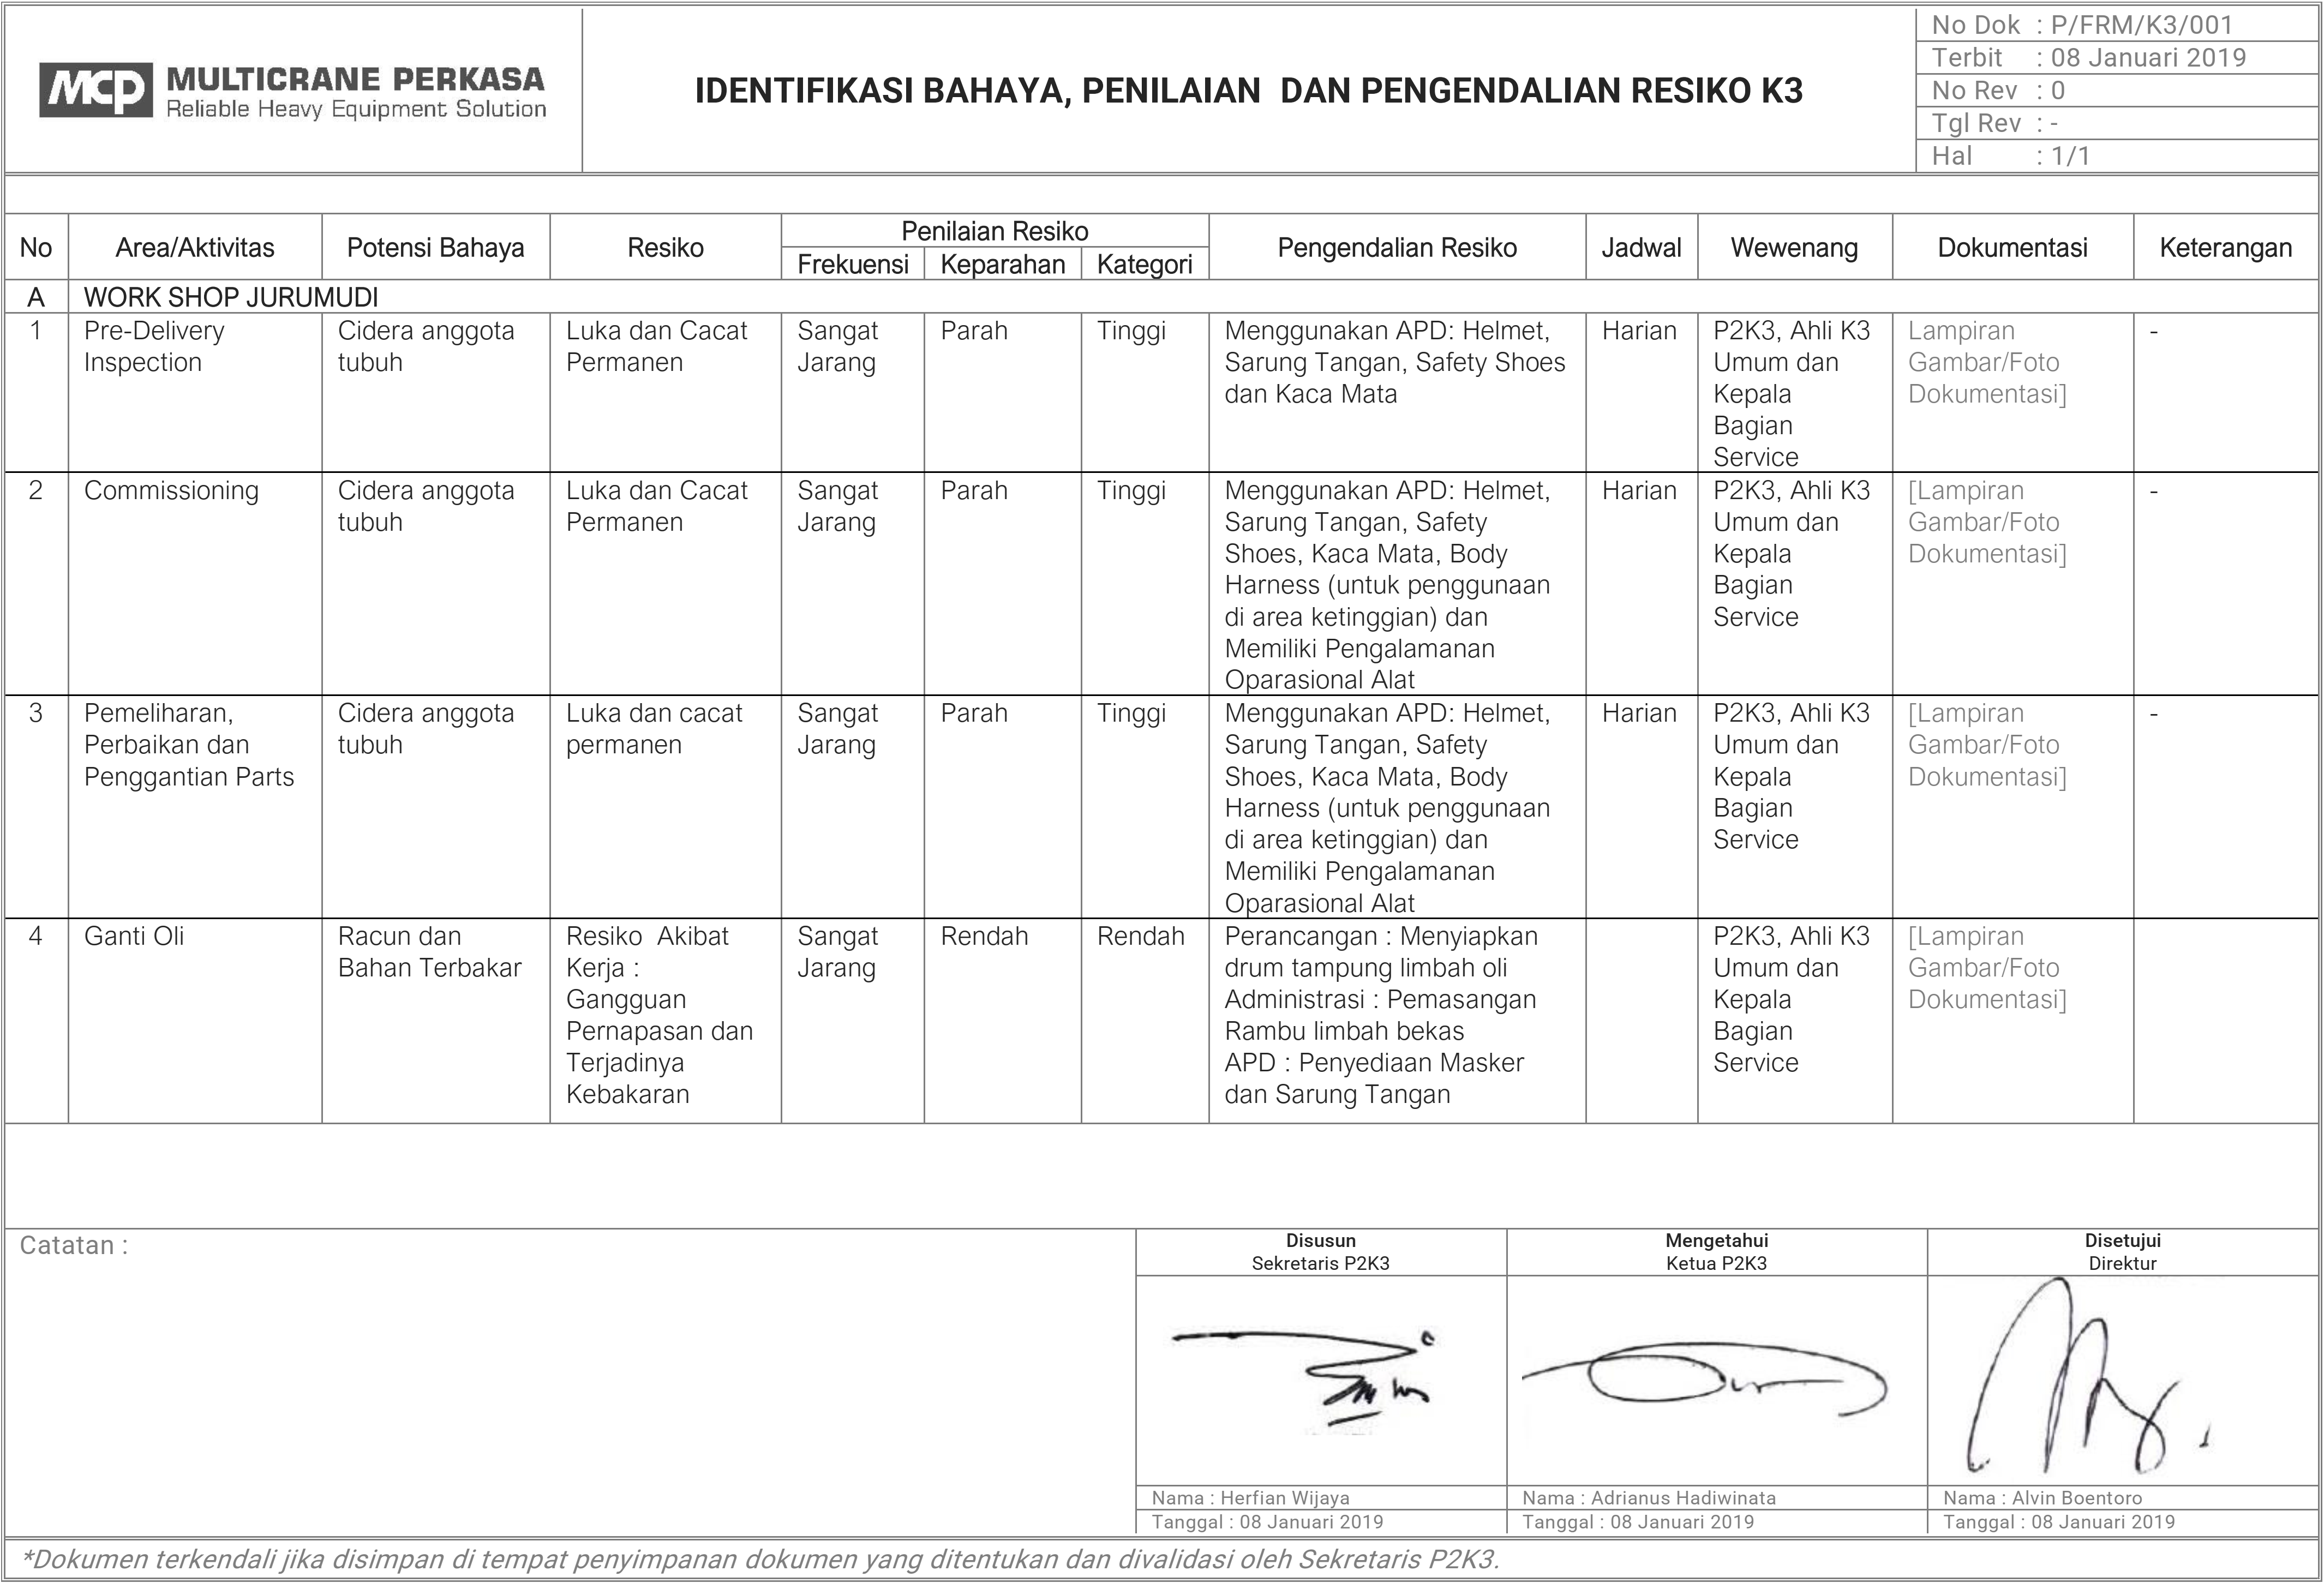 MCP MULTICRANE PERKASA
Reliable Heavy Equipment Solution
IDENTIFIKASI BAHAYA, PENILAIAN DAN PENGENDALIAN RESIKO K3
No Dok : P/FRM/K3/001
Terbit : 08 Januari 2019
No Rev : 0
Tgl Rev : -
Hal : 1/1
No Area/Aktivitas Potensi Bahaya Resiko Penilaian Resiko Pengendalian Resiko Jadwal Wewenang Dokumentasi Keterangan
Frekuensi Keparahan Kategori
A WORK SHOP JURUMUDI
1 Pre-Delivery Cidera anggota Luka dan Cacat Sangat Parah Tinggi Menggunakan APD: Helmet, Harian P2K3, Ahli K3 Lampiran -
Inspection tubuh Permanen Jarang Sarung Tangan, Safety Shoes Umum dan Gambar/Foto
dan Kaca Mata Kepala Dokumentasi]
Bagian
Service
2 Commissioning Cidera anggota Luka dan Cacat Sangat Parah Tinggi Menggunakan APD: Helmet, Harian P2K3, Ahli K3 [Lampiran -
tubuh Permanen Jarang Sarung Tangan, Safety Umum dan Gambar/Foto
Shoes, Kaca Mata, Body Kepala Dokumentasi]
Harness (untuk penggunaan Bagian
di area ketinggian) dan Service
Memiliki Pengalamanan
Oparasional Alat
3 Pemeliharan, Cidera anggota Luka dan cacat Sangat Parah Tinggi Menggunakan APD: Helmet, Harian P2K3, Ahli K3 [Lampiran -
Perbaikan dan tubuh permanen Jarang Sarung Tangan, Safety Umum dan Gambar/Foto
Penggantian Parts Shoes, Kaca Mata, Body Kepala Dokumentasi]
Harness (untuk penggunaan Bagian
di area ketinggian) dan Service
Memiliki Pengalamanan
Oparasional Alat
4 Ganti Oli Racun dan Resiko Akibat Sangat Rendah Rendah Perancangan : Menyiapkan P2K3, Ahli K3 [Lampiran
Bahan Terbakar Kerja : Jarang drum tampung limbah oli Umum dan Gambar/Foto
Gangguan Administrasi : Pemasangan Kepala Dokumentasi]
Pernapasan dan Rambu limbah bekas Bagian
Terjadinya APD : Penyediaan Masker Service
Kebakaran dan Sarung Tangan
Catatan :
Disusun Mengetahui Disetujui
Sekretaris P2K3 Ketua P2K3 Direktur
Nama : Herfian Wijaya Nama : Adrianus Hadiwinata Nama : Alvin Boentoro
Tanggal : 08 Januari 2019 Tanggal : 08 Januari 2019 Tanggal : 08 Januari 2019
*Dokumen terkendali jika disimpan di tempat penyimpanan dokumen yang ditentukan dan divalidasi oleh Sekretaris P2K3.